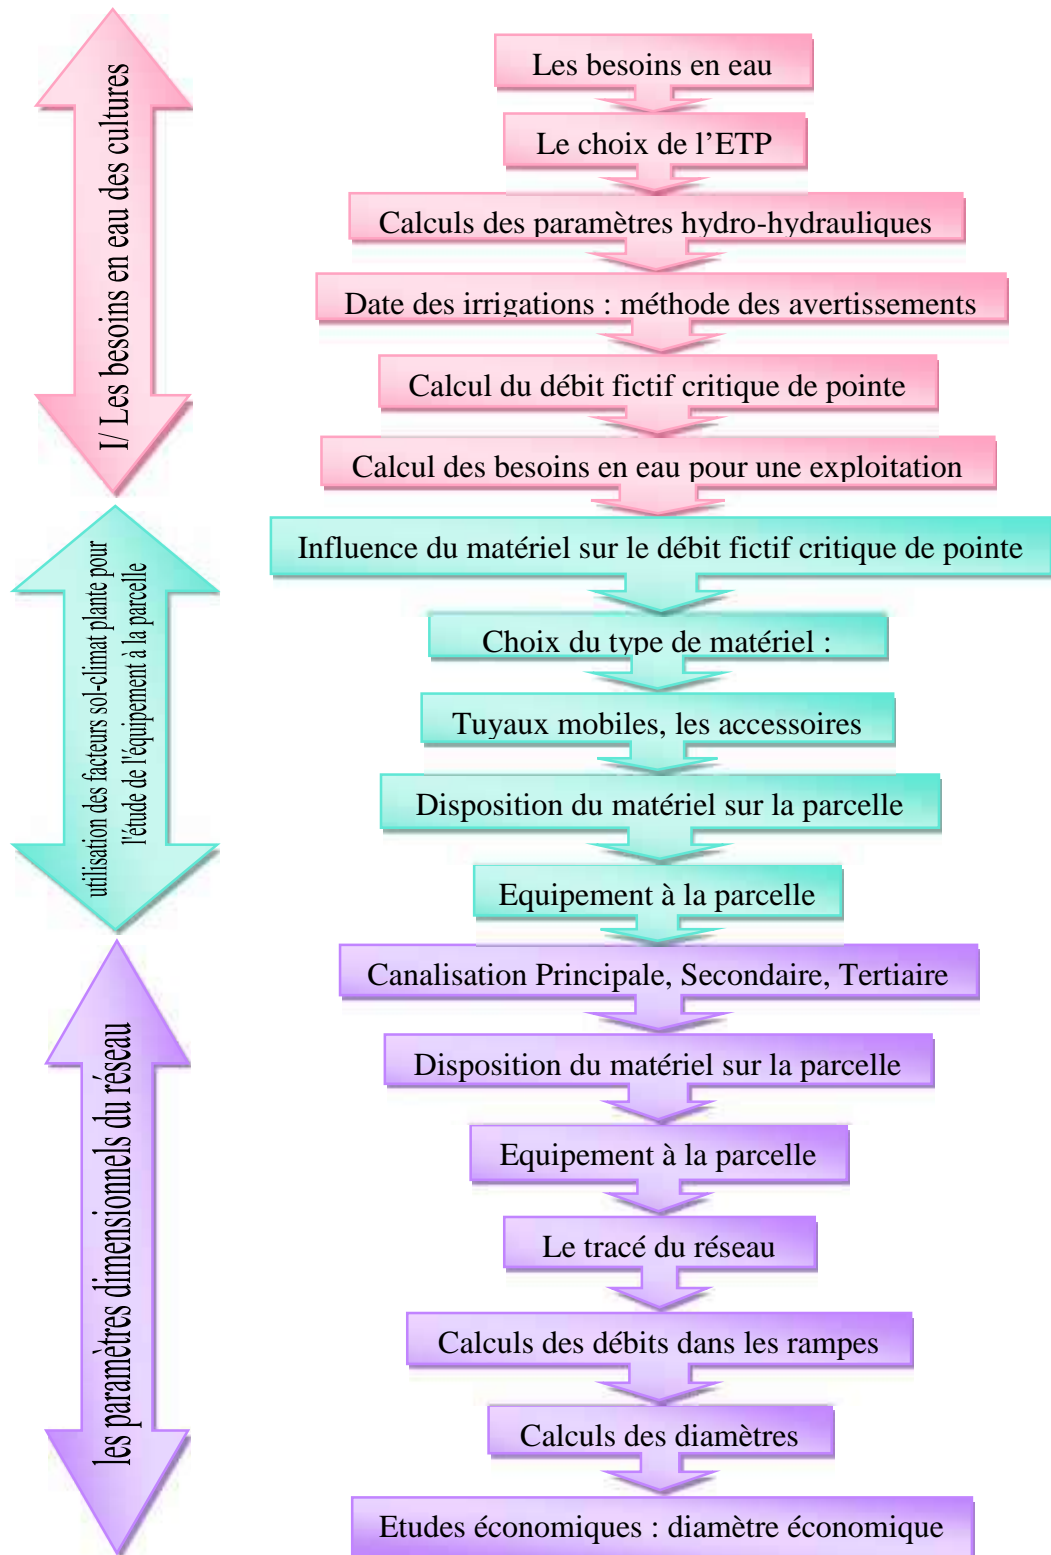 I/ Les besoins en eau des cultures
Les besoins en eau
Le choix de l’ETP
Calculs des paramètres hydro-hydrauliques
Date des irrigations : méthode des avertissements
Calcul du débit fictif critique de pointe
Calcul des besoins en eau pour une exploitation
utilisation des facteurs sol-climat plante pour
l'étude de l'équipement à la parcelle
Influence du matériel sur le débit fictif critique de pointe
Choix du type de matériel :
Tuyaux mobiles, les accessoires
Disposition du matériel sur la parcelle
Equipement à la parcelle
les paramètres dimensionnels du réseau
Canalisation Principale, Secondaire, Tertiaire
Disposition du matériel sur la parcelle
Equipement à la parcelle
Le tracé du réseau
Calculs des débits dans les rampes
Calculs des diamètres
Etudes économiques : diamètre économique